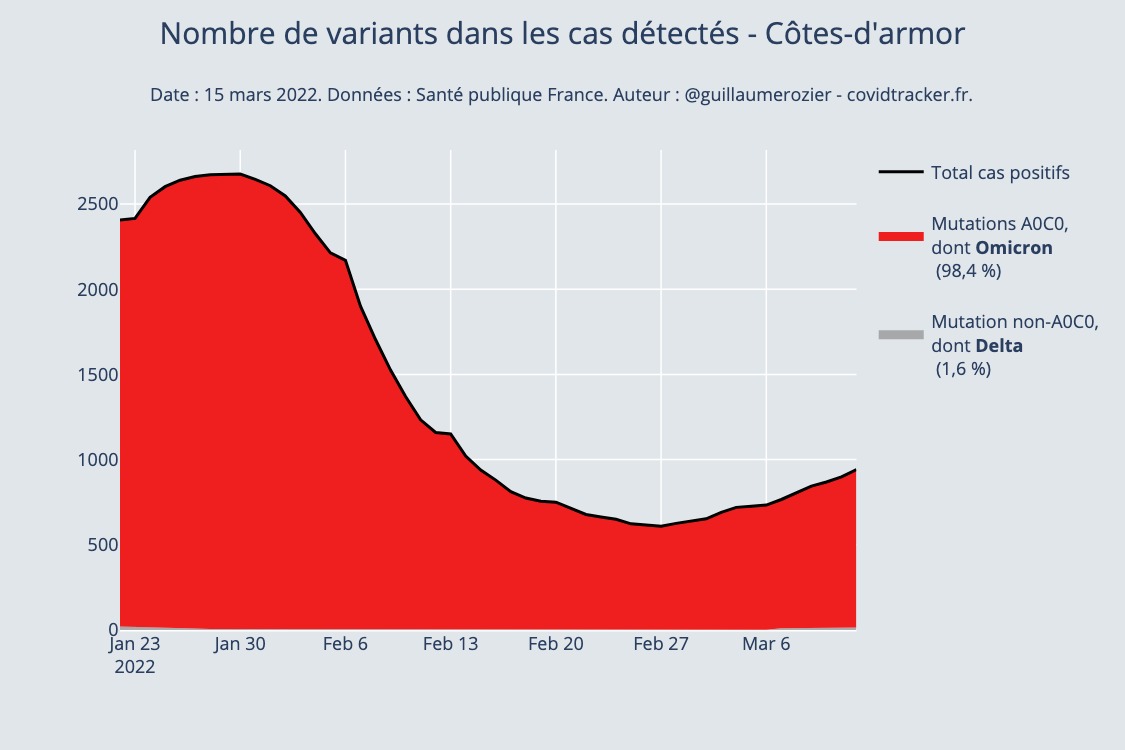 Nombre de variants dans les cas détectés - Côtes-d'armor
Date : 15 mars 2022. Données : Santé publique France. Auteur : @guillaumerozier - covidtracker.fr.
Total cas positifs
Mutations A0C0,
dont Omicron
(98,4 %)
Mutation non-A0C0,
dont Delta
(1,6 %)
2500
2000
1500
1000
500
0
Jan 23 Jan 30 Feb 6 Feb 13 Feb 20 Feb 27 Mar 6
2022